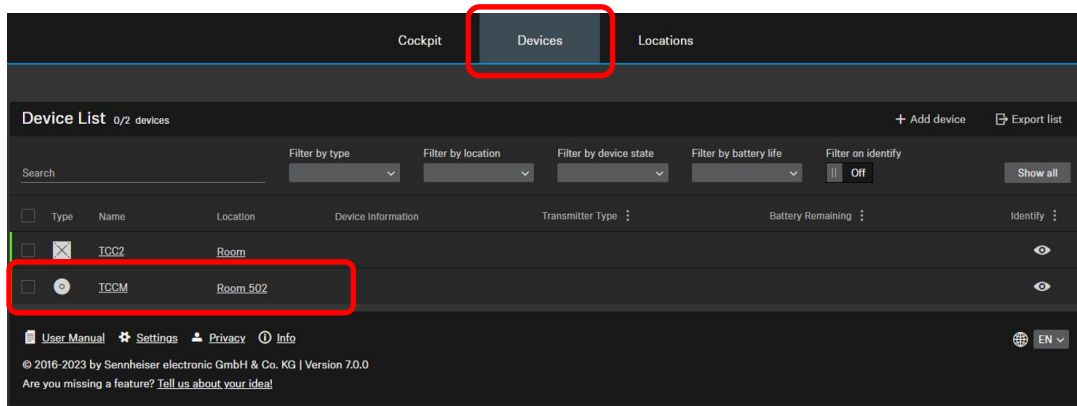 Cockpit Devices Locations
Device List 0/2 devices + Add device Export list
Filter by type Filter by location Filter by device state Filter by battery life Filter on identify
Search Off Show all
Type Name Location Device Information Transmitter Type Battery Remaining Identify
TCC2 Room
TCCM Room 502
User Manual Settings Privacy Info EN
© 2016-2023 by Sennheiser electronic GmbH & Co. KG | Version 7.0.0
Are you missing a feature? Tell us about your idea!